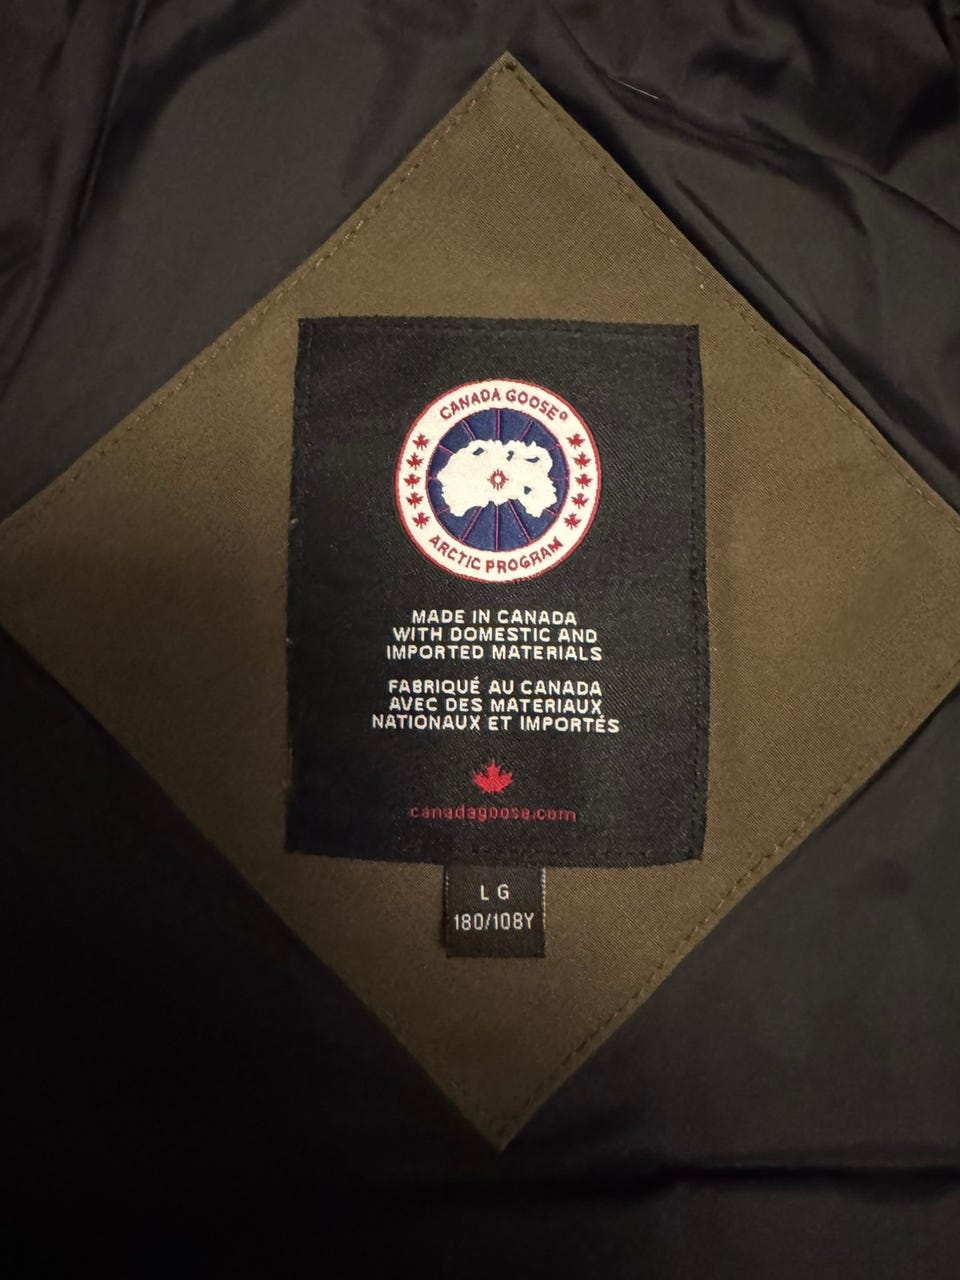 CANADA GOOSE®
ARCTIC PROGRAM
MADE IN CANADA
WITH DOMESTIC AND
IMPORTED MATERIALS
FABRIQUÉ AU CANADA
AVEC DES MATERIAUX
NATIONAUX ET IMPORTÉS
canadagoose.com
LG
180/108Y